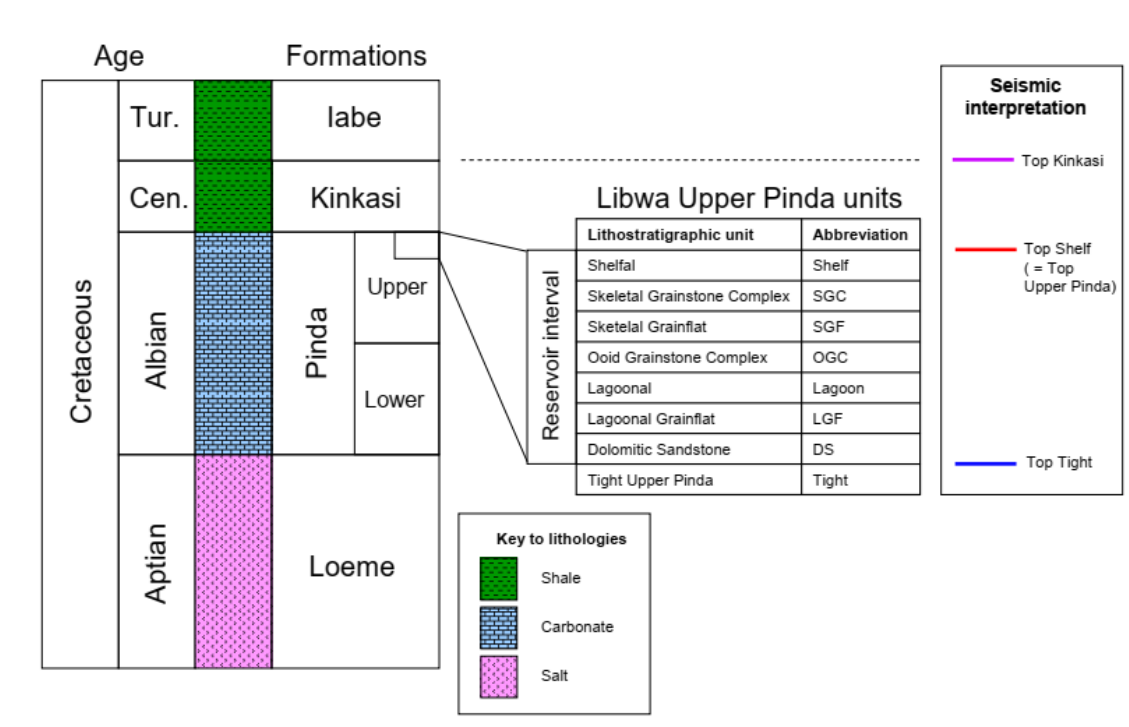 Age
Formations
Cretaceous
Tur.
Iabe
Cen.
Kinkasi
Albian
Pinda
Upper
Lower
Aptian
Loeme
Libwa Upper Pinda units
Reservoir interval
Lithostratigraphic unit Abbreviation
Shelfal Shelf
Skeletal Grainstone Complex SGC
Sketelal Grainflat SGF
Ooid Grainstone Complex OGC
Lagoonal Lagoon
Lagoonal Grainflat LGF
Dolomitic Sandstone DS
Tight Upper Pinda Tight
Key to lithologies
Shale
Carbonate
Salt
Seismic
interpretation
Top Kinkasi
Top Shelf
( = Top
Upper Pinda)
Top Tight